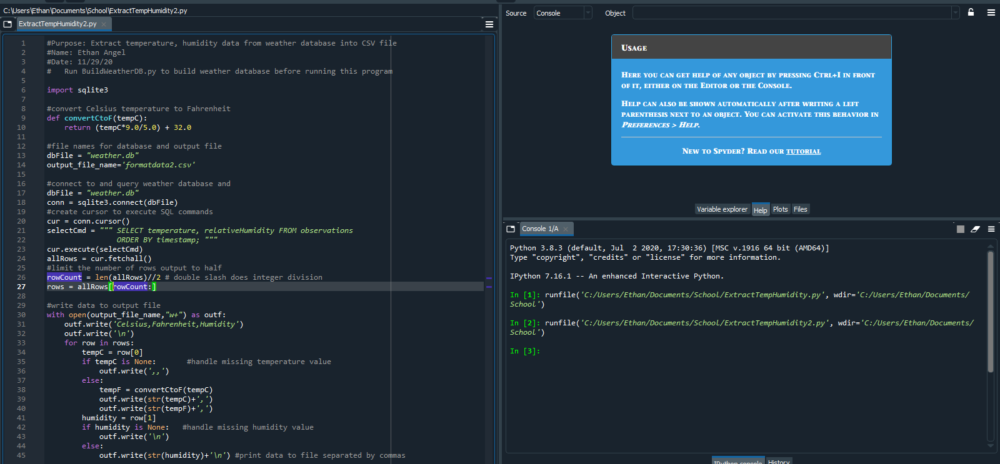 C:\Users\Ethan\Documents\School\ExtractTempHumidity2.py
ExtractTempHumidity2.py
1 #Purpose: Extract temperature, humidity data from weather database into CSV file
2 #Name: Ethan Angel
3 #Date: 11/29/20
4 #   Run BuildWeatherDB.py to build weather database before running this program
5
6 import sqlite3
7
8 #convert Celsius temperature to Fahrenheit
9 def convertCtoF(tempC):
10     return (tempC*9.0/5.0) + 32.0
11
12 #file names for database and output file
13 dbFile = "weather.db"
14 output_file_name='formatdata2.csv'
15
16 #connect to and query weather database and
17 dbFile = "weather.db"
18 conn = sqlite3.connect(dbFile)
19 #create cursor to execute SQL commands
20 cur = conn.cursor()
21 selectCmd = """ SELECT temperature, relativeHumidity FROM observations
22                 ORDER BY timestamp; """
23 cur.execute(selectCmd)
24 allRows = cur.fetchall()
25 #limit the number of rows output to half
26 rowCount = len(allRows)//2 # double slash does integer division
27 rows = allRows[rowCount:]
28
29 #write data to output file
30 with open(output_file_name,"w+") as outf:
31     outf.write('Celsius,Fahrenheit,Humidity')
32     outf.write('\n')
33     for row in rows:
34         tempC = row[0]
35         if tempC is None:       #handle missing temperature value
36             outf.write(',,')
37         else:
38             tempF = convertCtoF(tempC)
39             outf.write(str(tempC)+',')
40             outf.write(str(tempF)+',')
41         humidity = row[1]
42         if humidity is None:   #handle missing humidity value
43             outf.write('\n')
44         else:
45             outf.write(str(humidity)+'\n') #print data to file separated by commas
Source Console Object
Usage
Here you can get help of any object by pressing Ctrl+I in front
of it, either on the Editor or the Console.
Help can also be shown automatically after writing a left
parenthesis next to an object. You can activate this behavior in
Preferences > Help.
New to Spyder? Read our tutorial
Variable explorer Help Plots Files
Console 1/A
Python 3.8.3 (default, Jul  2 2020, 17:30:36) [MSC v.1916 64 bit (AMD64)]
Type "copyright", "credits" or "license" for more information.
IPython 7.16.1 -- An enhanced Interactive Python.
In [1]: runfile('C:/Users/Ethan/Documents/School/ExtractTempHumidity.py', wdir='C:/Users/Ethan/Documents/
School')
In [2]: runfile('C:/Users/Ethan/Documents/School/ExtractTempHumidity2.py', wdir='C:/Users/Ethan/Documents/
School')
In [3]:
IPython console History